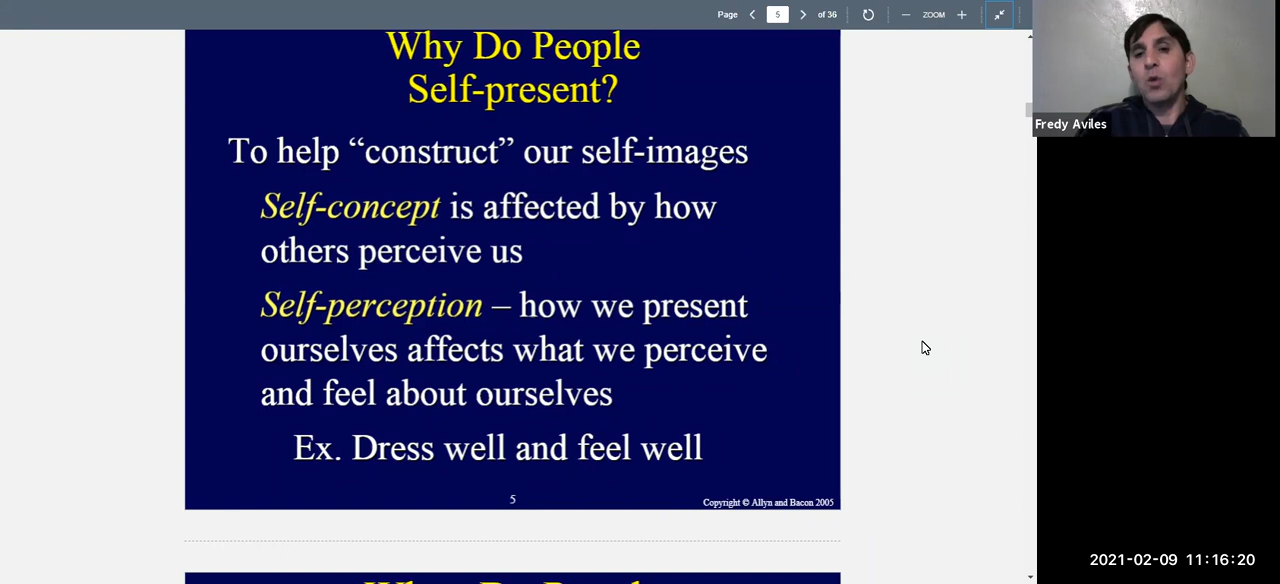 Page 5 of 36 ZOOM
Why Do People
Self-present?
To help “construct” our self-images
Self-concept is affected by how
others perceive us
Self-perception – how we present
ourselves affects what we perceive
and feel about ourselves
Ex. Dress well and feel well
5
Copyright © Allyn and Bacon 2005
Fredy Aviles
2021-02-09 11:16:20